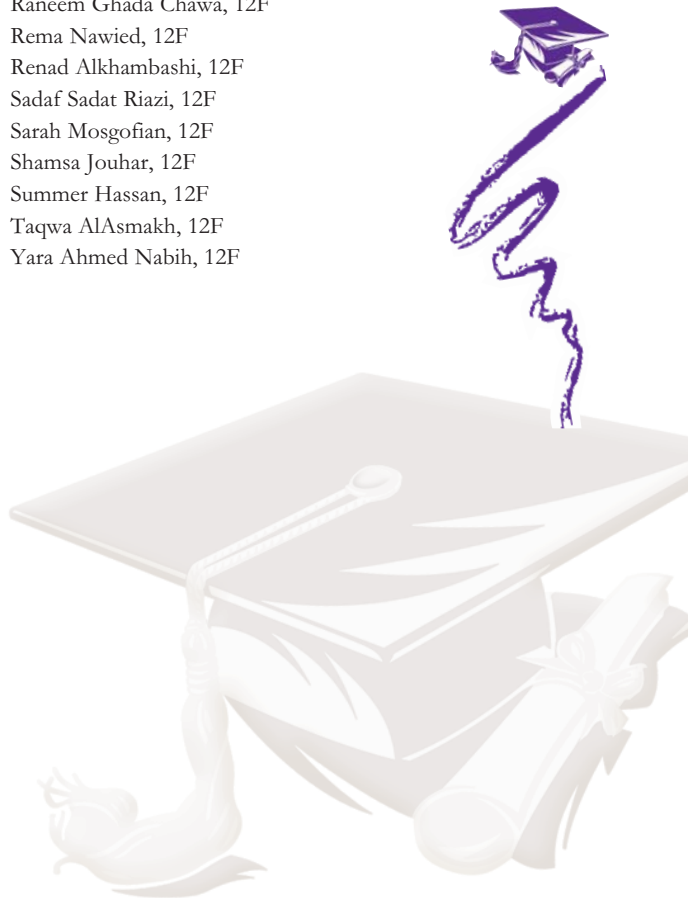 Raneem Ghada Chawa, 12F
Rema Nawied, 12F
Renad Alkhambashi, 12F
Sadaf Sadat Riazi, 12F
Sarah Mosgofian, 12F
Shamsa Jouhar, 12F
Summer Hassan, 12F
Taqwa AlAsmakh, 12F
Yara Ahmed Nabih, 12F